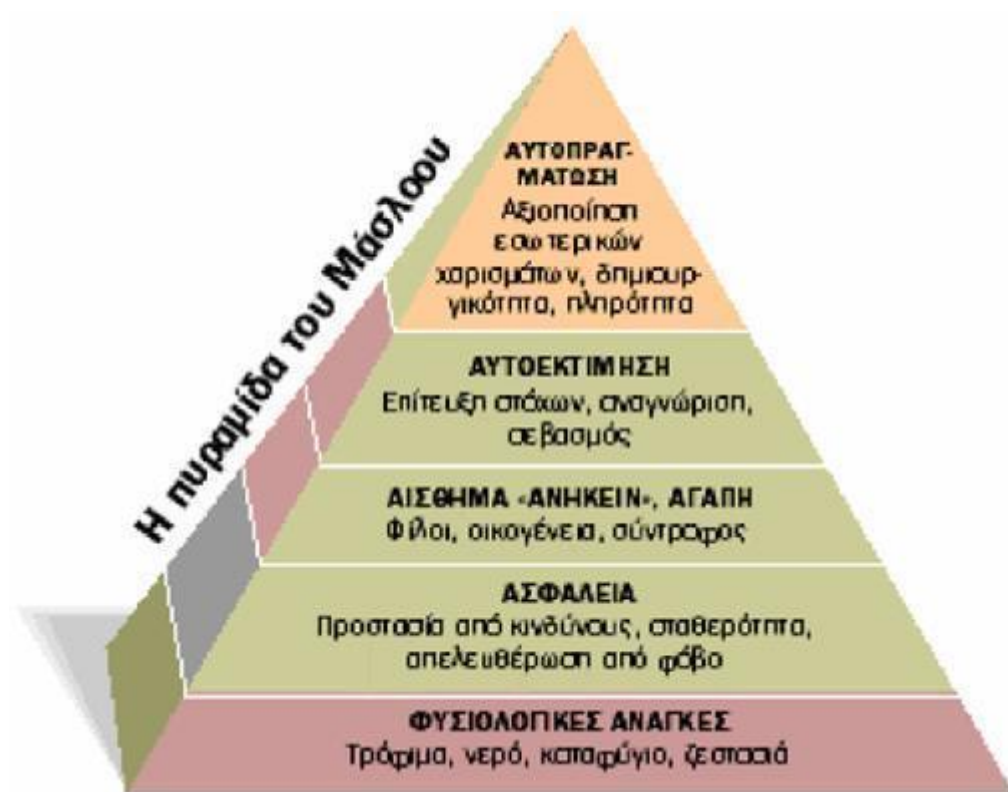 Η πυραμίδα του Μάσλοου
ΑΥΤΟΠΡΑΓ-
ΜΑΤΩΣΗ
Αξιοποίηση
εσωτερικών
χαρισμάτων, δημιουρ-
γικότητα, πληρότητα
ΑΥΤΟΕΚΤΙΜΗΣΗ
Επίτευξη στόχων, αναγνώριση,
σεβασμός
ΑΙΣΘΗΜΑ «ΑΝΗΚΕΙΝ», ΑΓΑΠΗ
Φίλοι, οικογένεια, σύντροφος
ΑΣΦΑΛΕΙΑ
Προστασία από κινδύνους, σταθερότητα,
απελευθέρωση από φόβο
ΦΥΣΙΟΛΟΓΙΚΕΣ ΑΝΑΓΚΕΣ
Τρόφιμα, νερό, καταφύγιο, ζεστασιά